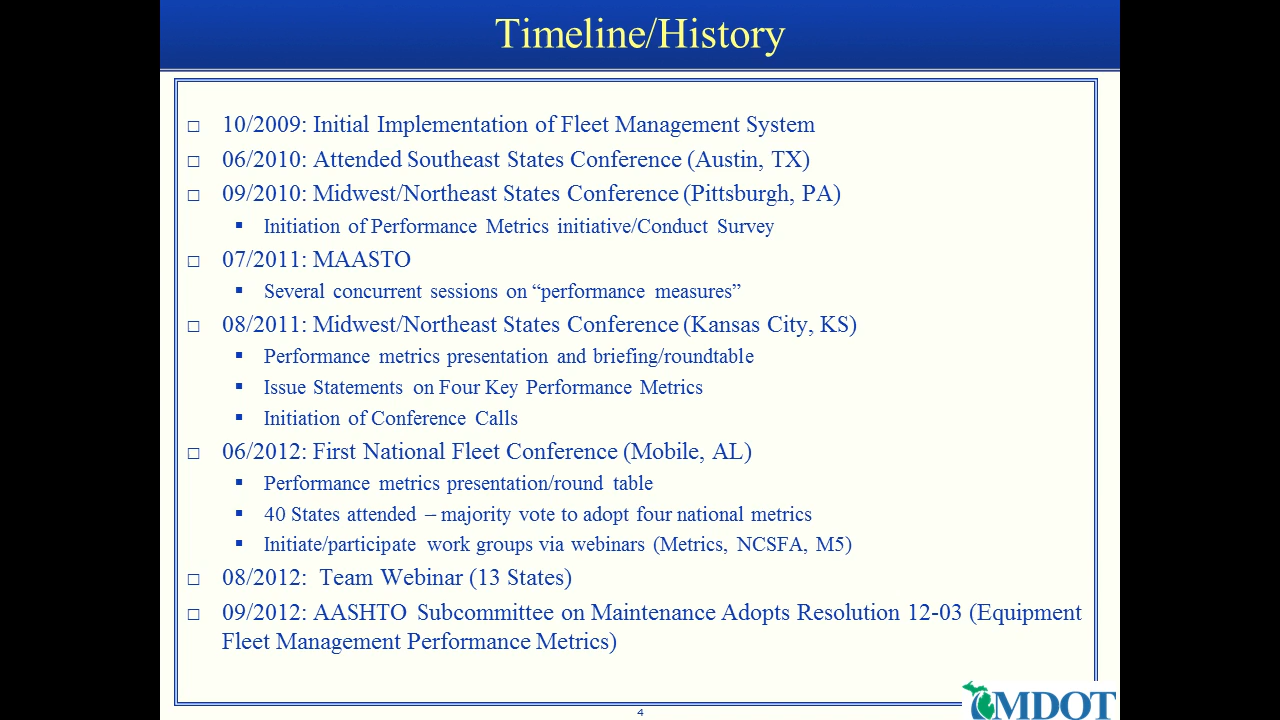 Timeline/History
□ 10/2009: Initial Implementation of Fleet Management System
□ 06/2010: Attended Southeast States Conference (Austin, TX)
□ 09/2010: Midwest/Northeast States Conference (Pittsburgh, PA)
▪ Initiation of Performance Metrics initiative/Conduct Survey
□ 07/2011: MAASTO
▪ Several concurrent sessions on “performance measures”
□ 08/2011: Midwest/Northeast States Conference (Kansas City, KS)
▪ Performance metrics presentation and briefing/roundtable
▪ Issue Statements on Four Key Performance Metrics
▪ Initiation of Conference Calls
□ 06/2012: First National Fleet Conference (Mobile, AL)
▪ Performance metrics presentation/round table
▪ 40 States attended – majority vote to adopt four national metrics
▪ Initiate/participate work groups via webinars (Metrics, NCSFA, M5)
□ 08/2012: Team Webinar (13 States)
□ 09/2012: AASHTO Subcommittee on Maintenance Adopts Resolution 12-03 (Equipment
Fleet Management Performance Metrics)
4
MDOT